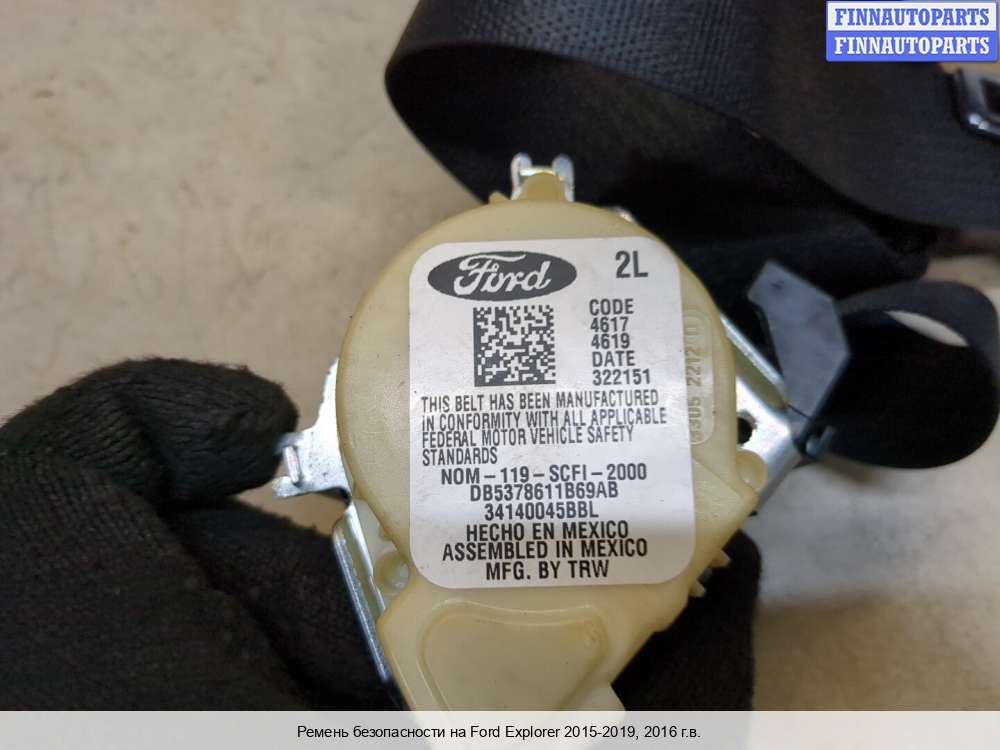 FINNAUTOPARTS
FINNAUTOPARTS
Ford
2L
CODE
4617
4619
DATE
322151
THIS BELT HAS BEEN MANUFACTURED
IN CONFORMITY WITH ALL APPLICABLE
FEDERAL MOTOR VEHICLE SAFETY
STANDARDS
NOM-119-SCFI-2000
DB5378611B69AB
34140045BBL
HECHO EN MEXICO
ASSEMBLED IN MEXICO
MFG. BY TRW
2212 D
Ремень безопасности на Ford Explorer 2015-2019, 2016 г.в.